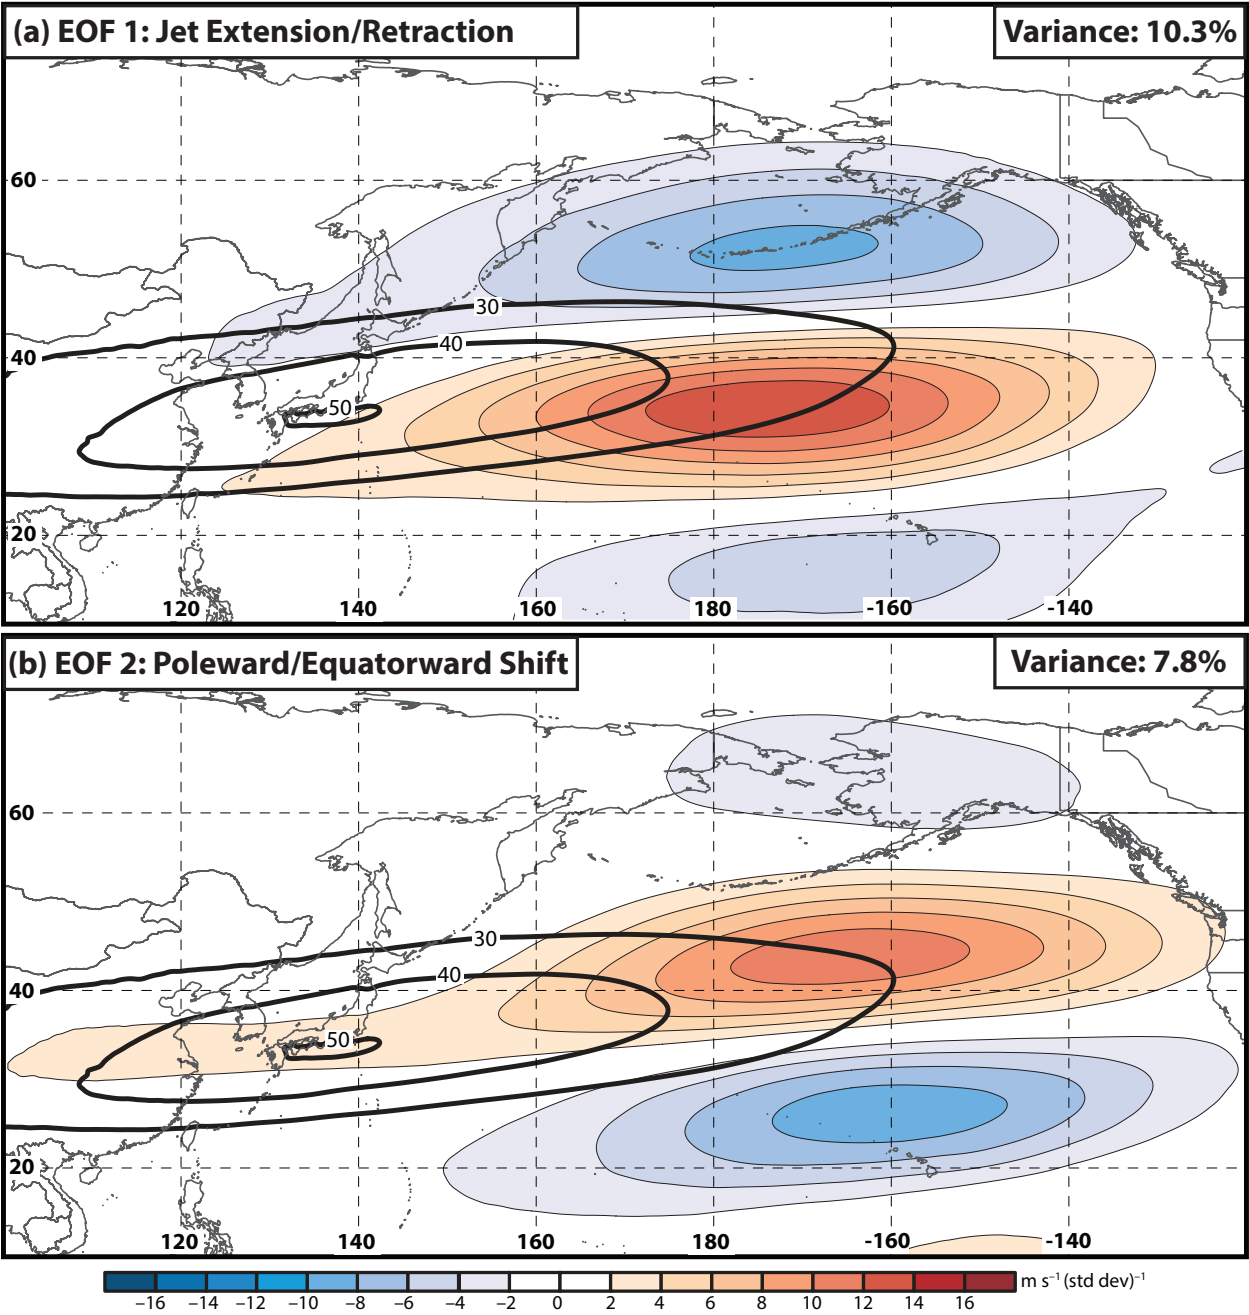 (a) EOF 1: Jet Extension/Retraction
Variance: 10.3%
60
30
40
40
50
20
120 140 160 180 -160 -140
(b) EOF 2: Poleward/Equatorward Shift
Variance: 7.8%
60
30
40
40
50
20
120 140 160 180 -160 -140
m s⁻¹ (std dev)⁻¹
−16 −14 −12 −10 −8 −6 −4 −2 0 2 4 6 8 10 12 14 16